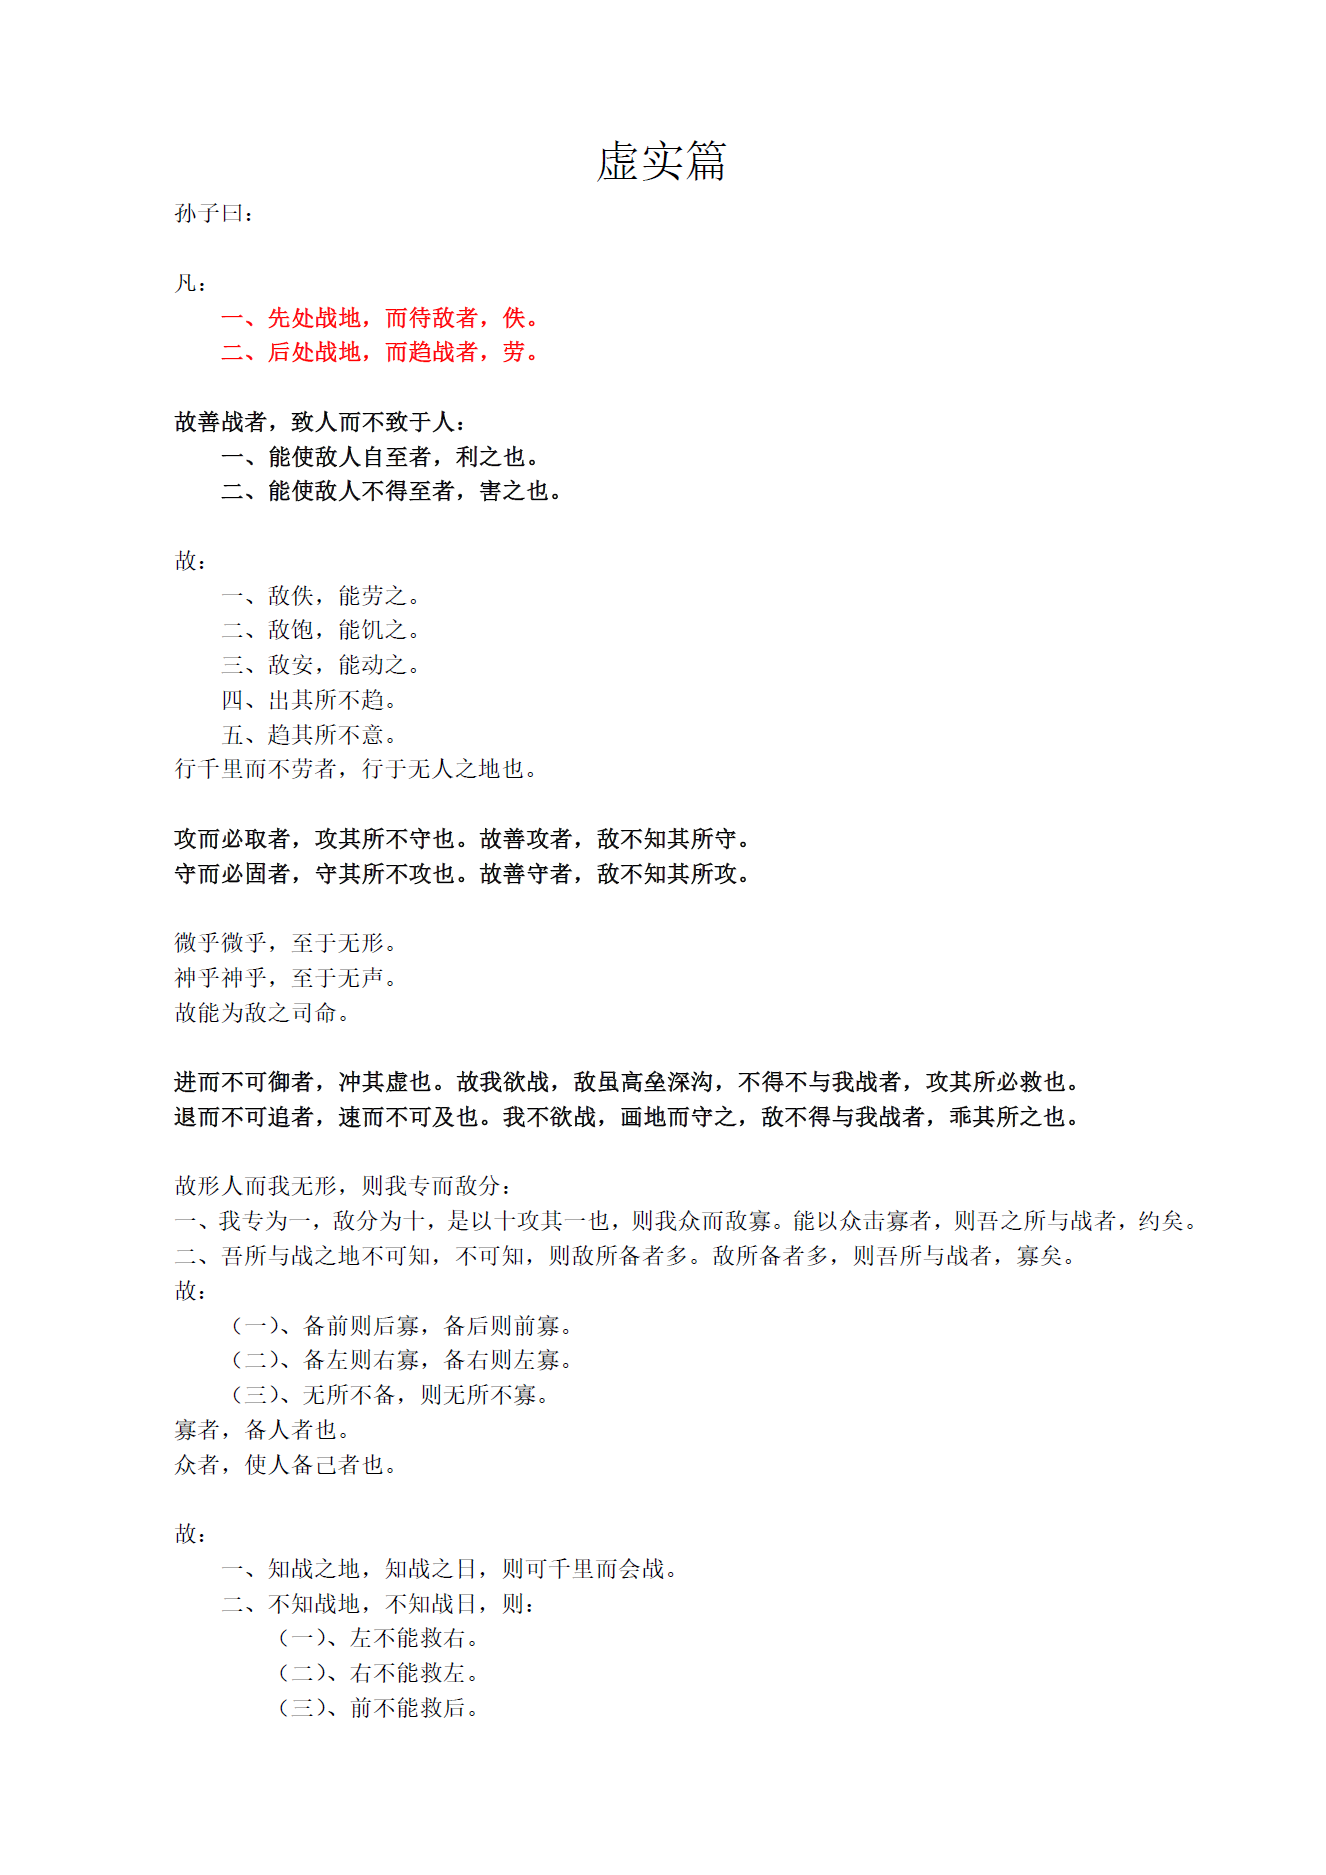 虚实篇
孙子曰：
凡：
一、先处战地，而待敌者，佚。
二、后处战地，而趋战者，劳。
故善战者，致人而不致于人：
一、能使敌人自至者，利之也。
二、能使敌人不得至者，害之也。
故：
一、敌佚，能劳之。
二、敌饱，能饥之。
三、敌安，能动之。
四、出其所不趋。
五、趋其所不意。
行千里而不劳者，行于无人之地也。
攻而必取者，攻其所不守也。故善攻者，敌不知其所守。
守而必固者，守其所不攻也。故善守者，敌不知其所攻。
微乎微乎，至于无形。
神乎神乎，至于无声。
故能为敌之司命。
进而不可御者，冲其虚也。故我欲战，敌虽高垒深沟，不得不与我战者，攻其所必救也。
退而不可追者，速而不可及也。我不欲战，画地而守之，敌不得与我战者，乖其所之也。
故形人而我无形，则我专而敌分：
一、我专为一，敌分为十，是以十攻其一也，则我众而敌寡。能以众击寡者，则吾之所与战者，约矣。
二、吾所与战之地不可知，不可知，则敌所备者多。敌所备者多，则吾所与战者，寡矣。
故：
（一）、备前则后寡，备后则前寡。
（二）、备左则右寡，备右则左寡。
（三）、无所不备，则无所不寡。
寡者，备人者也。
众者，使人备己者也。
故：
一、知战之地，知战之日，则可千里而会战。
二、不知战地，不知战日，则：
（一）、左不能救右。
（二）、右不能救左。
（三）、前不能救后。